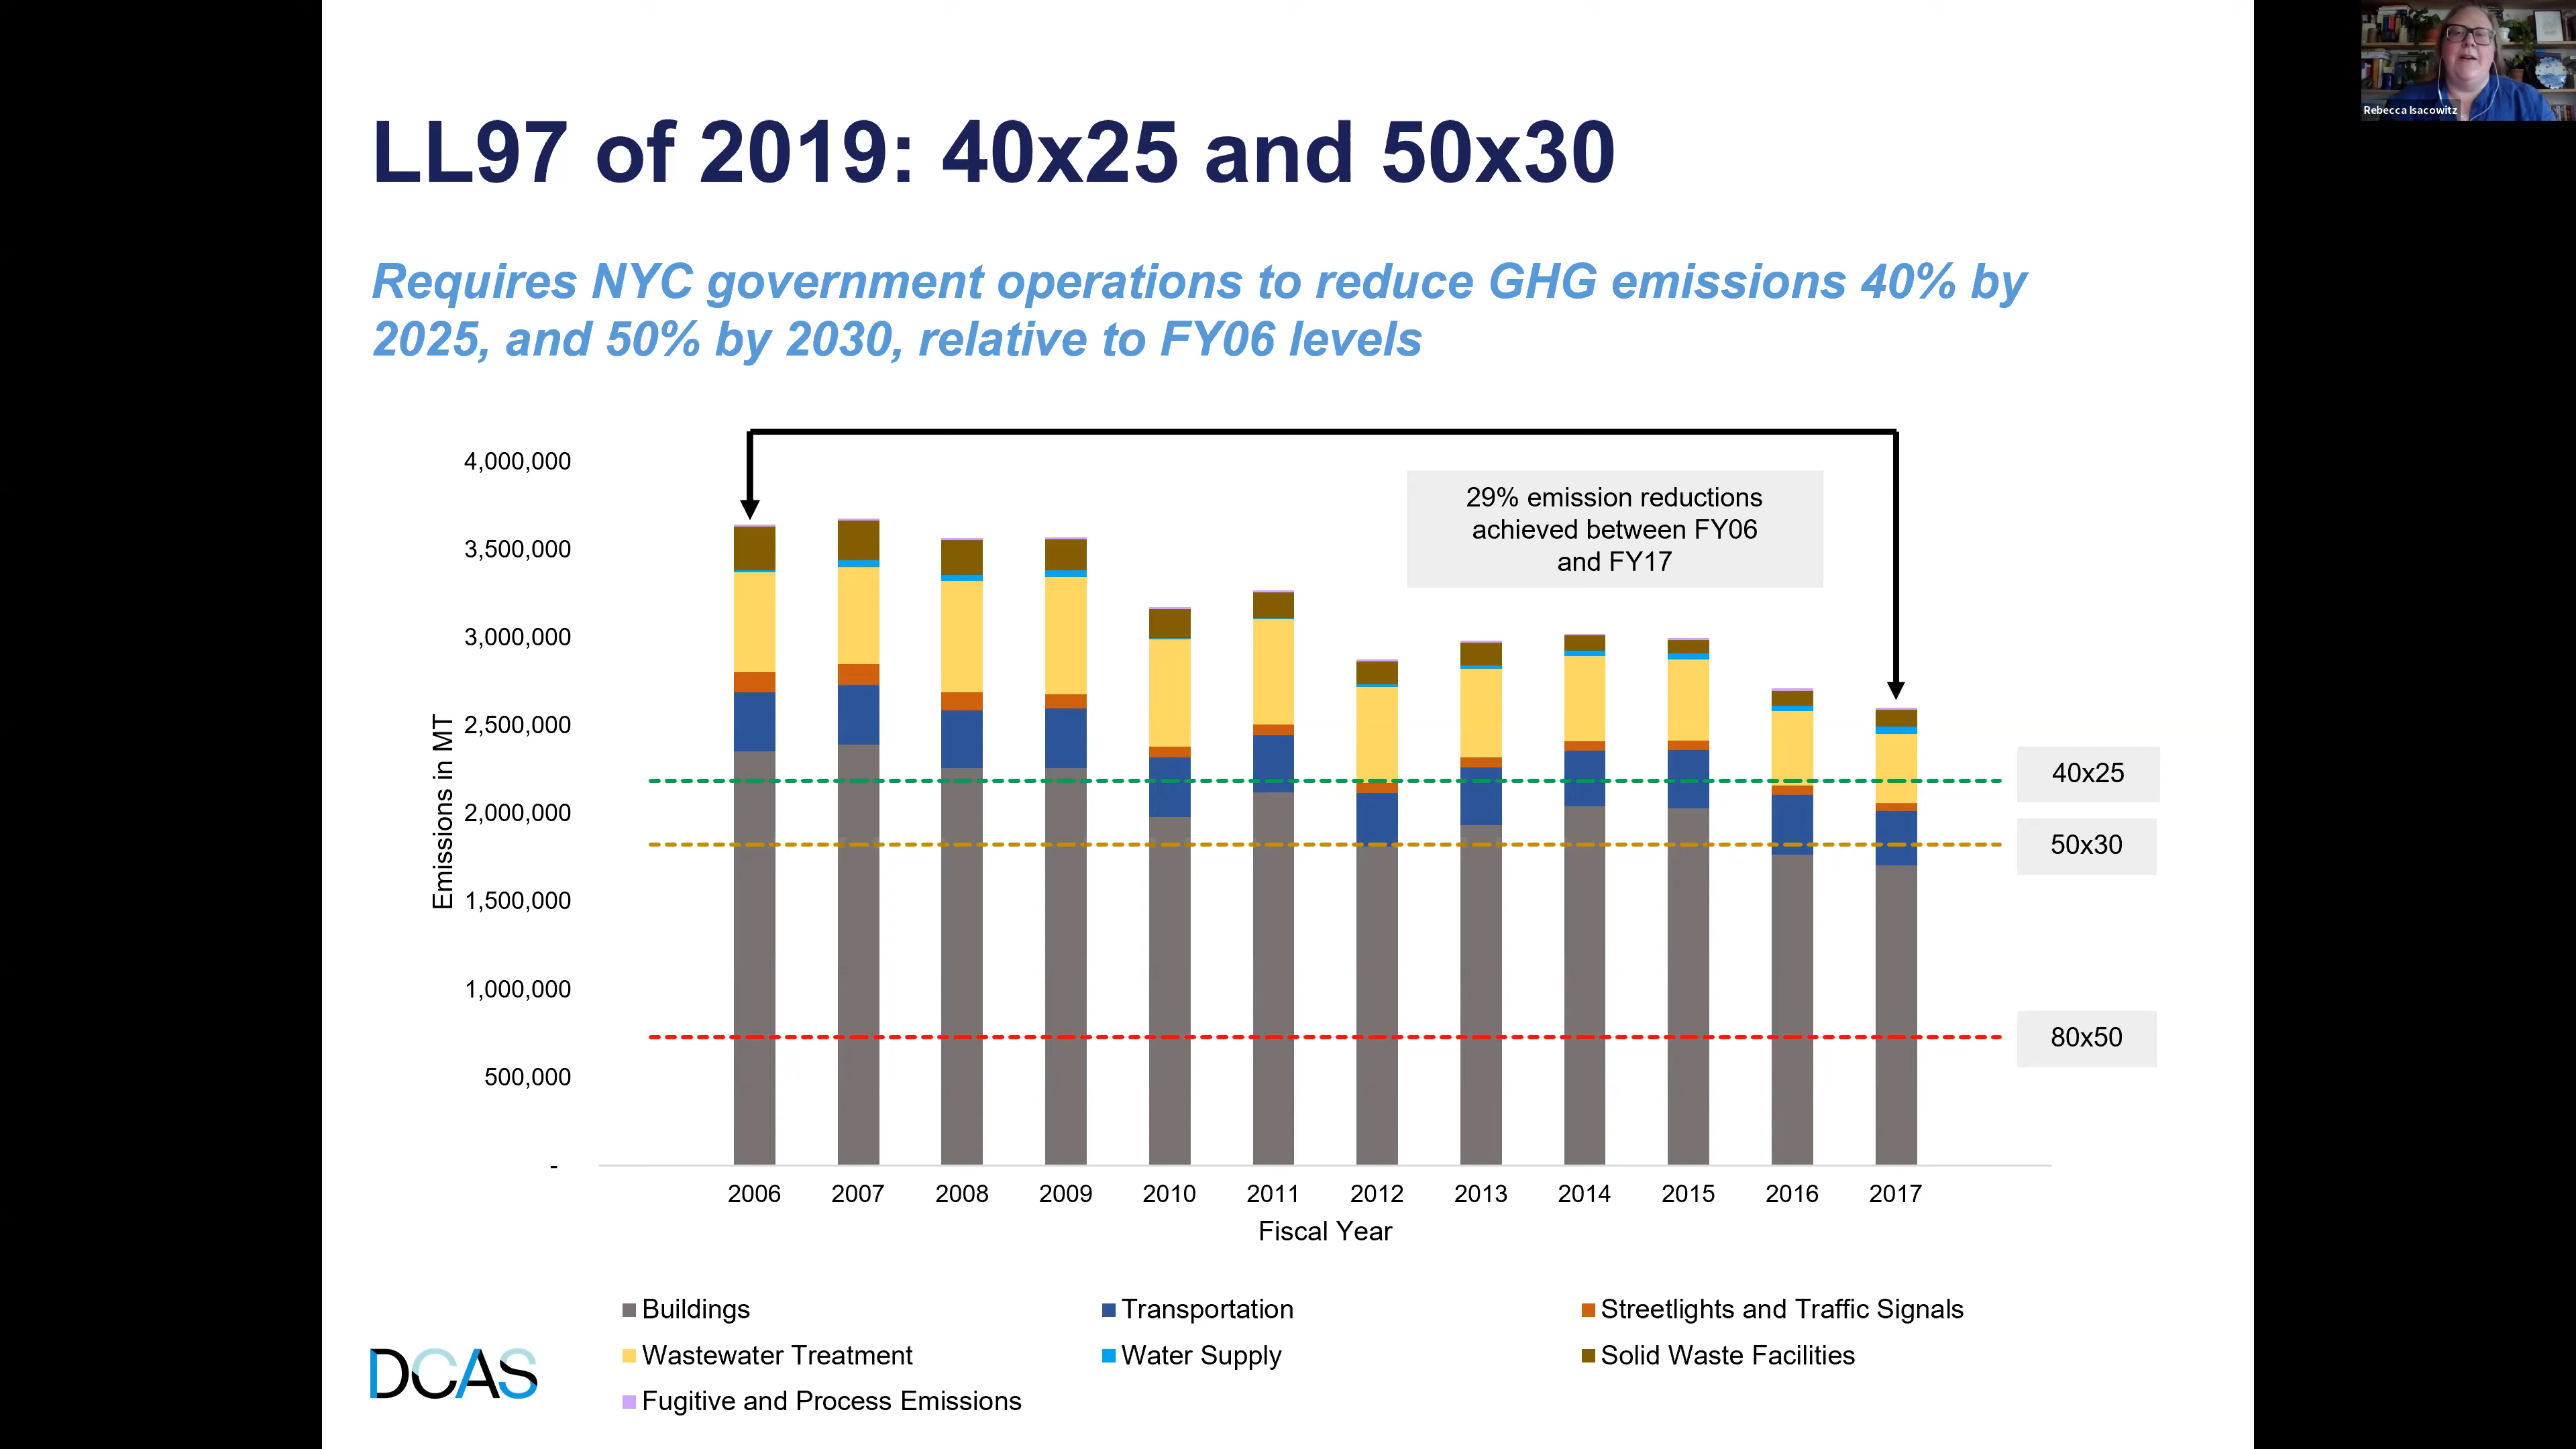 Rebecca Isacowitz
LL97 of 2019: 40x25 and 50x30
Requires NYC government operations to reduce GHG emissions 40% by
2025, and 50% by 2030, relative to FY06 levels
4,000,000
3,500,000
3,000,000
2,500,000
2,000,000
1,500,000
1,000,000
500,000
-
Emissions in MT
29% emission reductions
achieved between FY06
and FY17
40x25
50x30
80x50
2006 2007 2008 2009 2010 2011 2012 2013 2014 2015 2016 2017
Fiscal Year
Buildings Transportation Streetlights and Traffic Signals
Wastewater Treatment Water Supply Solid Waste Facilities
Fugitive and Process Emissions
DCAS